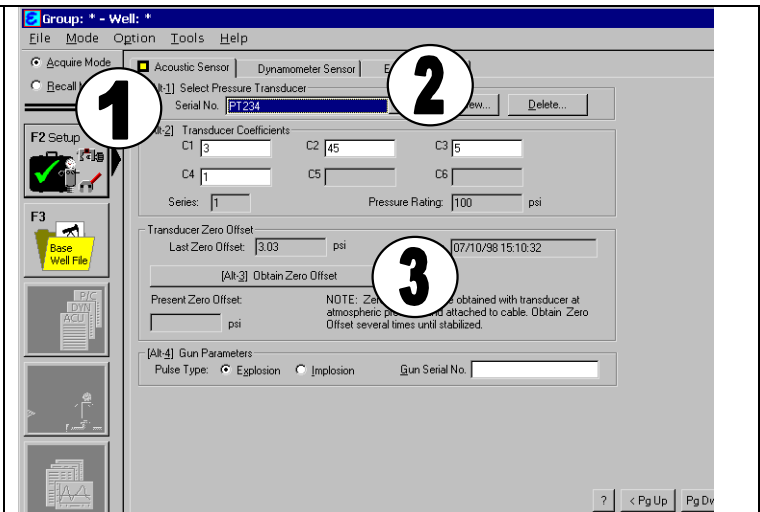 Group: * - Well: *
File Mode Option Tools Help
Acquire Mode
Recall
1
2
3
F2 Setup
F3
Base
Well File
P/C
DYN
ACU
Acoustic Sensor
Dynamometer Sensor
Select Pressure Transducer
Serial No. PT234
Delete...
Transducer Coefficients
C1 3 C2 45 C3 5
C4 1 C5 C6
Series: 1 Pressure Rating: 100 psi
Transducer Zero Offset
Last Zero Offset: 3.03 psi 07/10/98 15:10:32
[Alt-3] Obtain Zero Offset
Present Zero Offset:
psi
NOTE: obtained with transducer at
atmospheric attached to cable. Obtain Zero
Offset several times until stabilized.
[Alt-4] Gun Parameters
Pulse Type: Explosion Implosion Gun Serial No.
? < Pg Up Pg